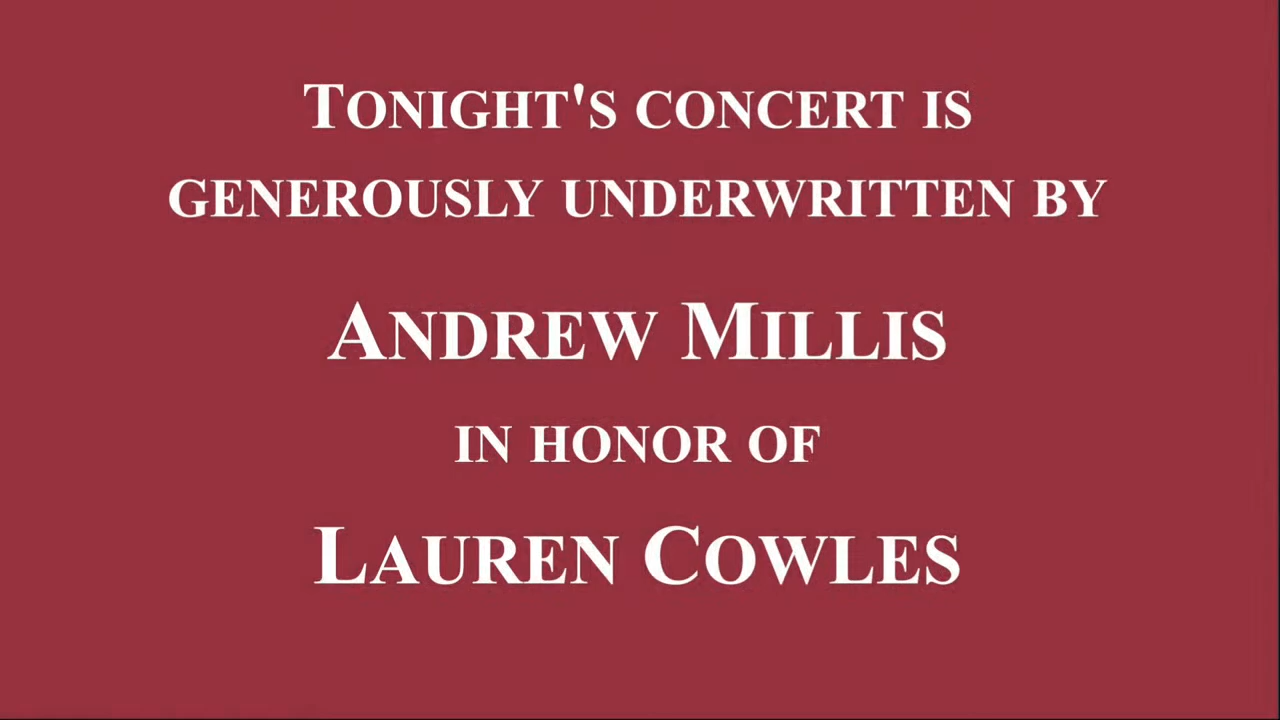 Tonight's concert is
generously underwritten by
Andrew Millis
in honor of
Lauren Cowles